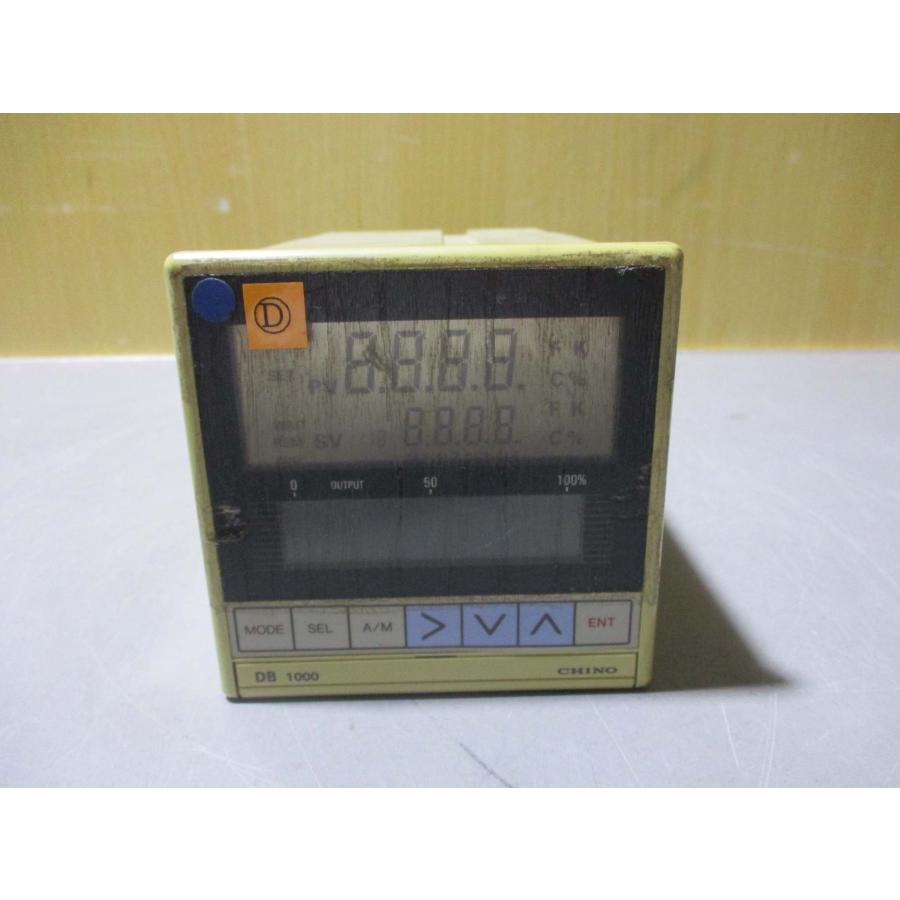 D
8.8.8.8.
F K
SET
PV
C %
F K
REM
SV
8.8.8.8.
C %
0 OUTPUT 50 100%
MODE SEL A/M > ∨ ∧ ENT
DB 1000 CHINO